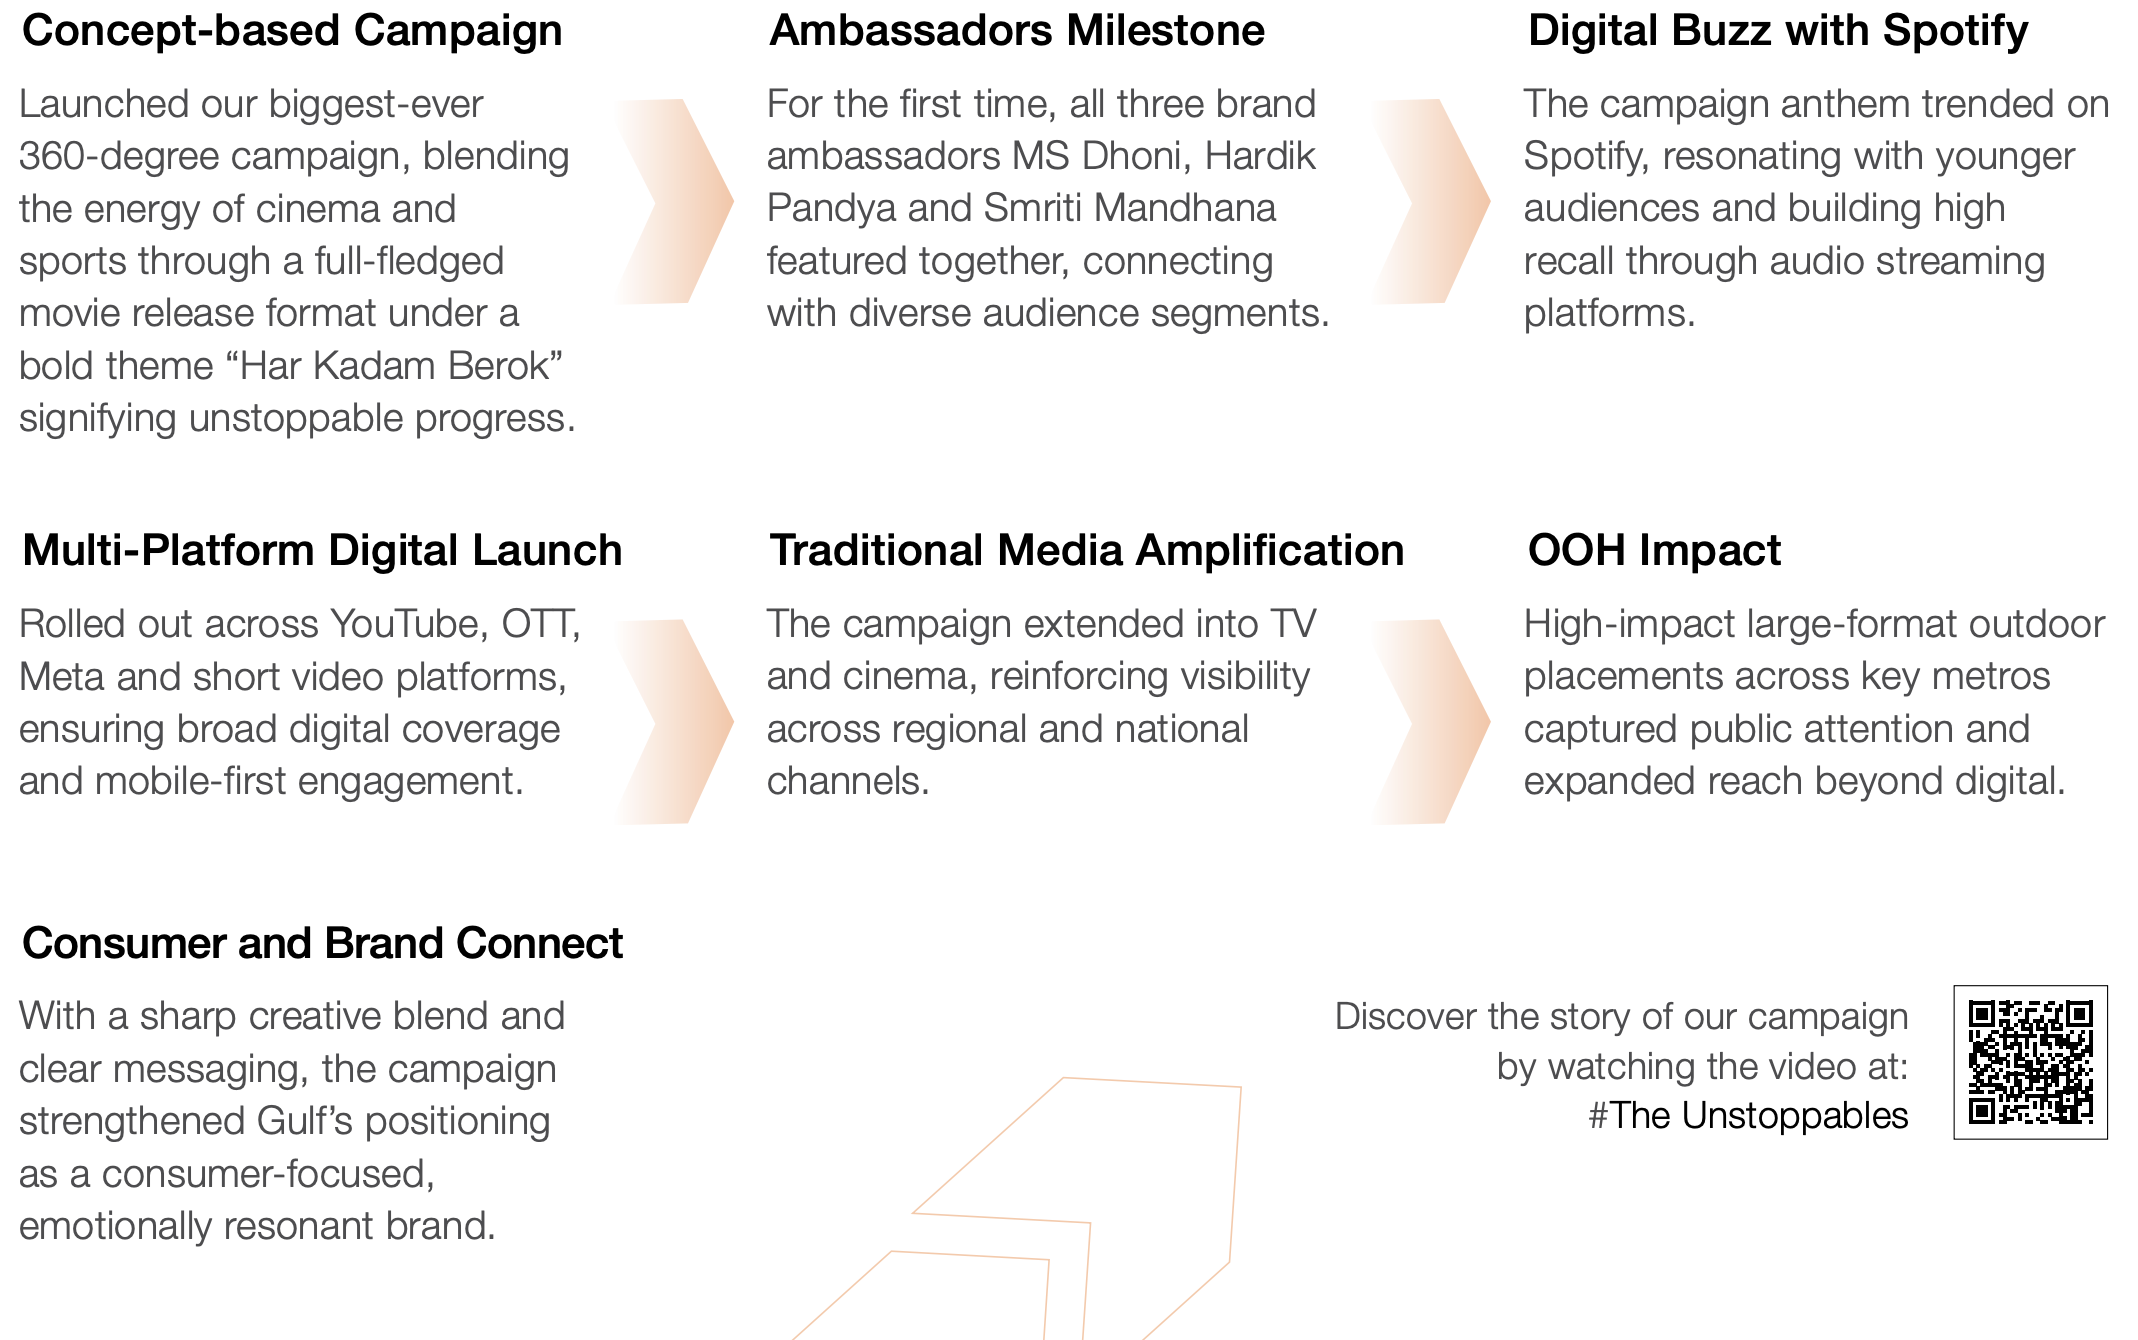 Concept-based Campaign
Launched our biggest-ever
360-degree campaign, blending
the energy of cinema and
sports through a full-fledged
movie release format under a
bold theme “Har Kadam Berok”
signifying unstoppable progress.
Ambassadors Milestone
For the first time, all three brand
ambassadors MS Dhoni, Hardik
Pandya and Smriti Mandhana
featured together, connecting
with diverse audience segments.
Digital Buzz with Spotify
The campaign anthem trended on
Spotify, resonating with younger
audiences and building high
recall through audio streaming
platforms.
Multi-Platform Digital Launch
Rolled out across YouTube, OTT,
Meta and short video platforms,
ensuring broad digital coverage
and mobile-first engagement.
Traditional Media Amplification
The campaign extended into TV
and cinema, reinforcing visibility
across regional and national
channels.
OOH Impact
High-impact large-format outdoor
placements across key metros
captured public attention and
expanded reach beyond digital.
Consumer and Brand Connect
With a sharp creative blend and
clear messaging, the campaign
strengthened Gulf’s positioning
as a consumer-focused,
emotionally resonant brand.
Discover the story of our campaign
by watching the video at:
#The Unstoppables